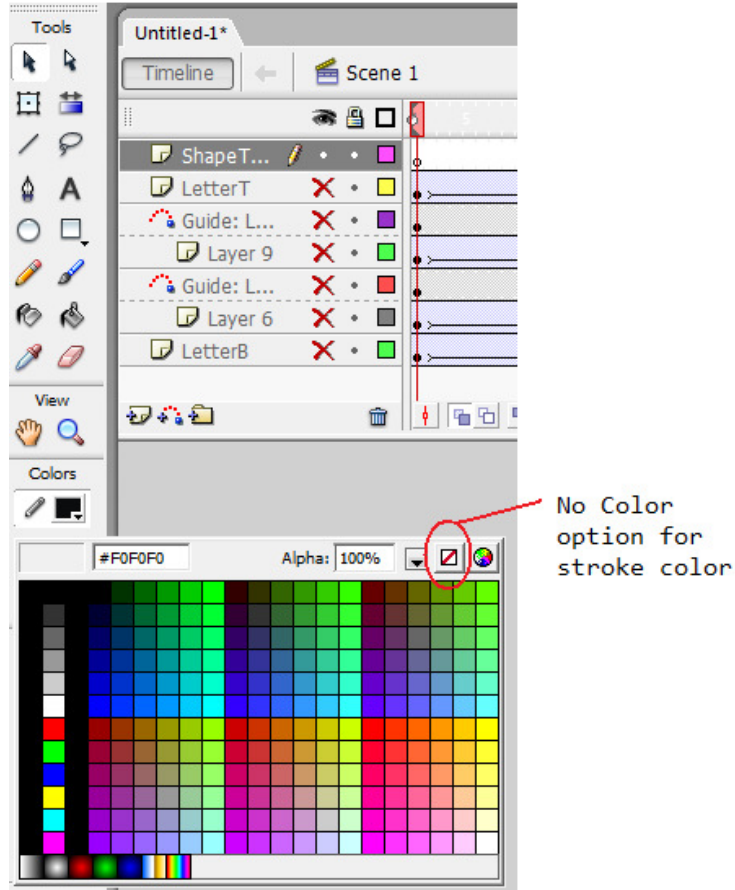 Tools
Untitled-1*
Timeline
Scene 1
5
ShapeT...
LetterT
Guide: L...
Layer 9
Guide: L...
Layer 6
LetterB
A
View
Colors
#F0F0F0
Alpha: 100%
No Color
option for
stroke color